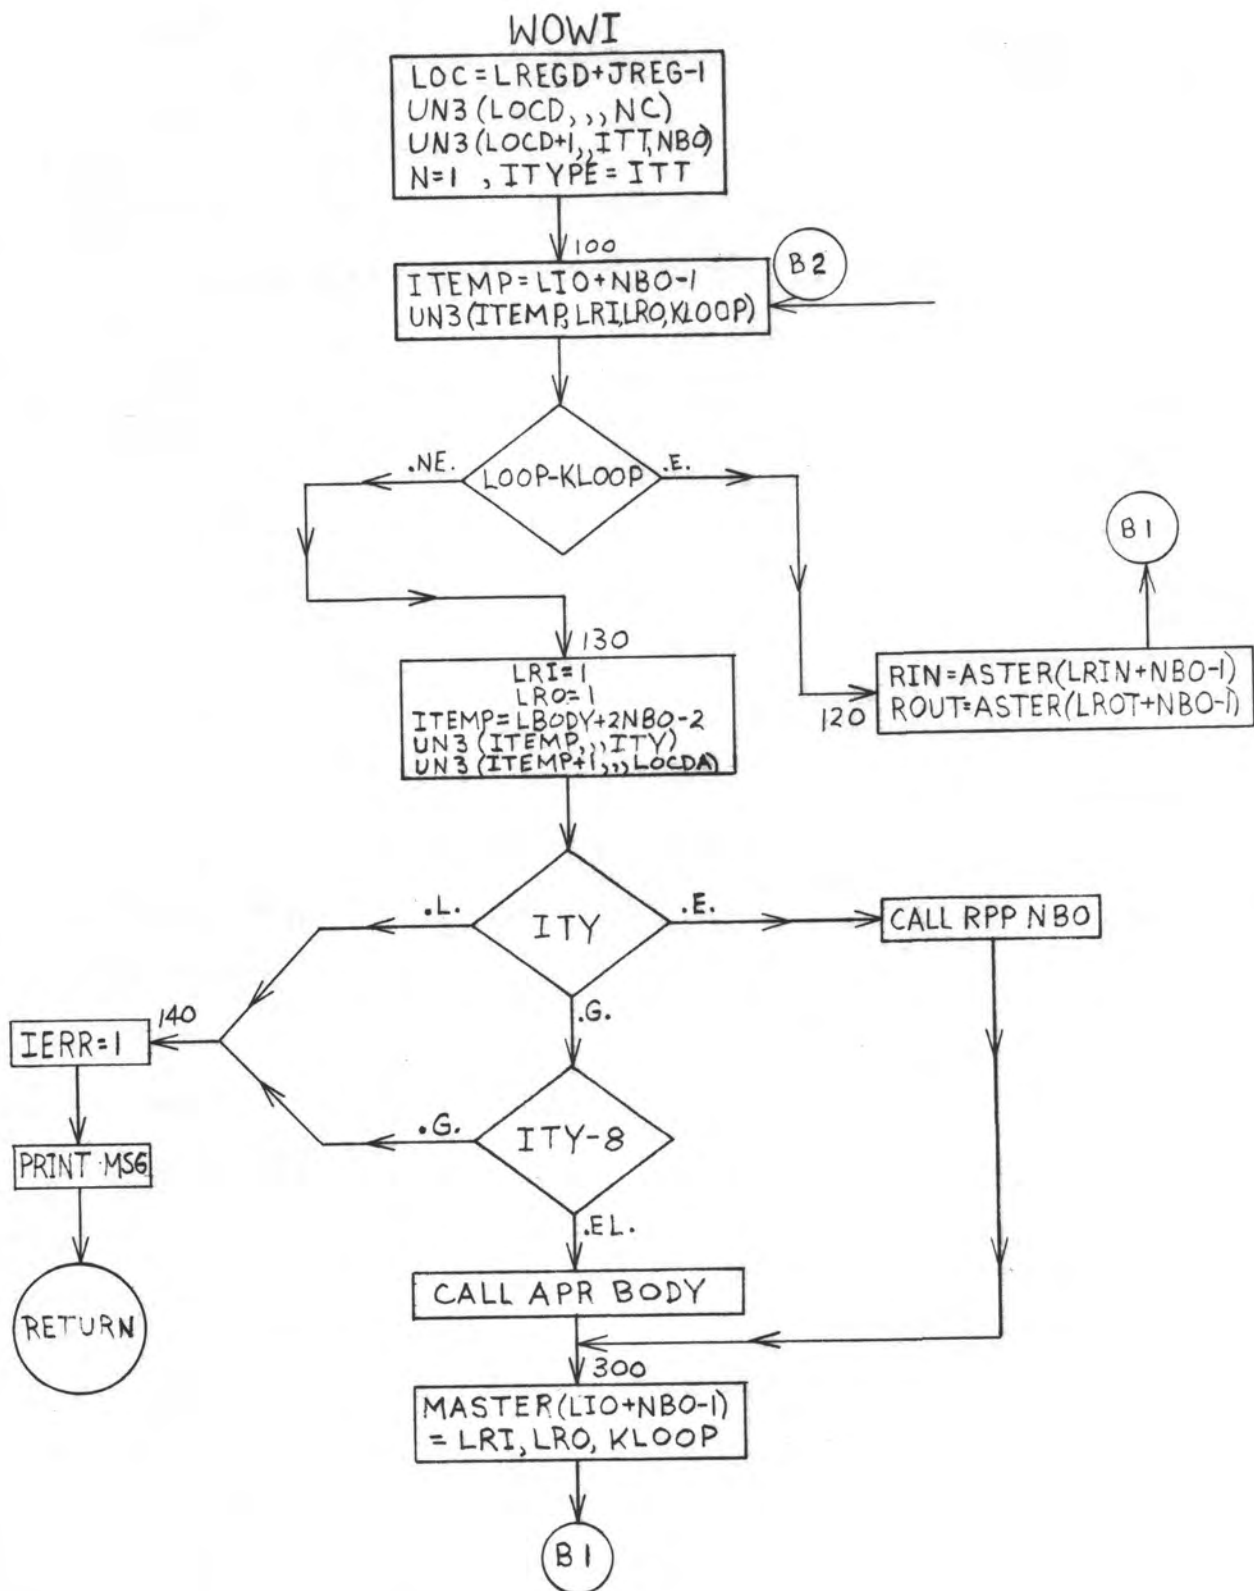 WOWI
LOC=LREGD+JREG-1
UN3(LOCD,,,NC)
UN3(LOCD+1,,ITT,NBO)
N=1 , ITYPE=ITT
100
B2
ITEMP=LIO+NBO-1
UN3(ITEMP,LRI,LRO,KLOOP)
.NE.
LOOP-KLOOP
.E.
B1
130
LRI=1
LRO=1
ITEMP=LBODY+2NBO-2
UN3(ITEMP,,,ITY)
UN3(ITEMP+1,,,LOCDA)
120
RIN=ASTER(LRIN+NBO-1)
ROUT=ASTER(LROT+NBO-1)
.L.
ITY
.E.
CALL RPP NBO
.G.
140
IERR=1
.G.
ITY-8
PRINT MSG
.EL.
RETURN
CALL APR BODY
300
MASTER(LIO+NBO-1)
= LRI, LRO, KLOOP
B1